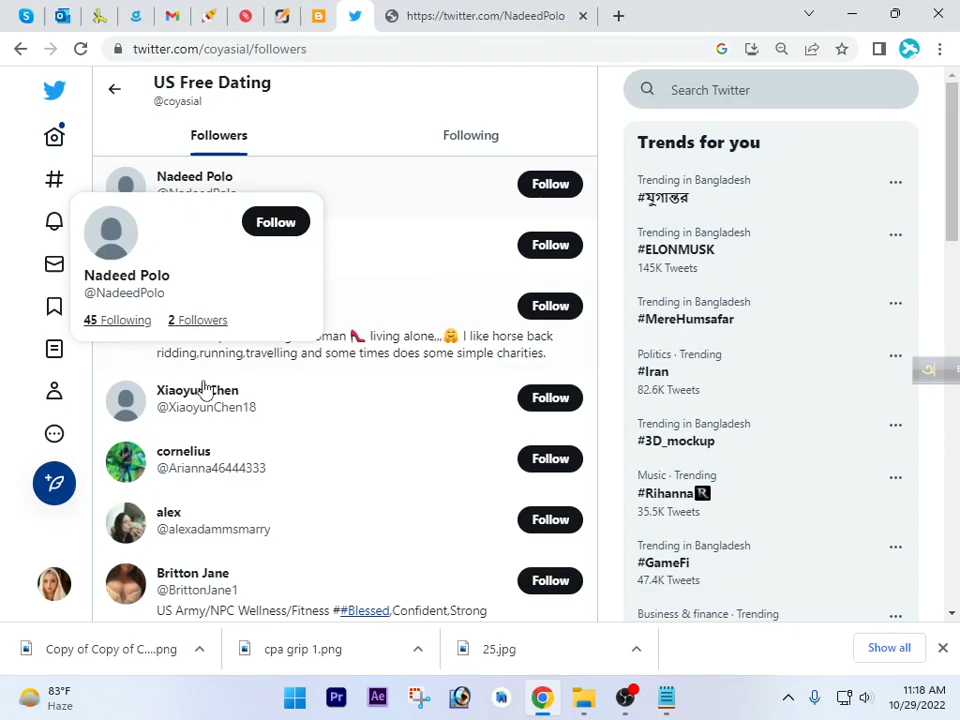 https://twitter.com/NadeedPolo
twitter.com/coyasial/followers
US Free Dating
@coyasial
Followers
Following
Nadeed Polo
Follow
Follow
Nadeed Polo
@NadeedPolo
45 Following
2 Followers
Follow
Follow
woman 👠 living alone,,,🤗 I like horse back
ridding,running,travelling and some times does some simple charities.
Xiaoyun Chen
@XiaoyunChen18
Follow
cornelius
@Arianna46444333
Follow
alex
@alexadammsmarry
Follow
Britton Jane
@BrittonJane1
Follow
US Army/NPC Wellness/Fitness ##Blessed,Confident,Strong
Search Twitter
Trends for you
Trending in Bangladesh
#যুগান্তর
Trending in Bangladesh
#ELONMUSK
145K Tweets
Trending in Bangladesh
#MereHumsafar
Politics · Trending
#Iran
82.6K Tweets
Trending in Bangladesh
#3D_mockup
Music · Trending
#Rihanna
35.5K Tweets
Trending in Bangladesh
#GameFi
47.4K Tweets
Business & finance · Trending
অ
Copy of Copy of C....png
cpa grip 1.png
25.jpg
Show all
83°F
Haze
Pr
Ae
11:18 AM
10/29/2022